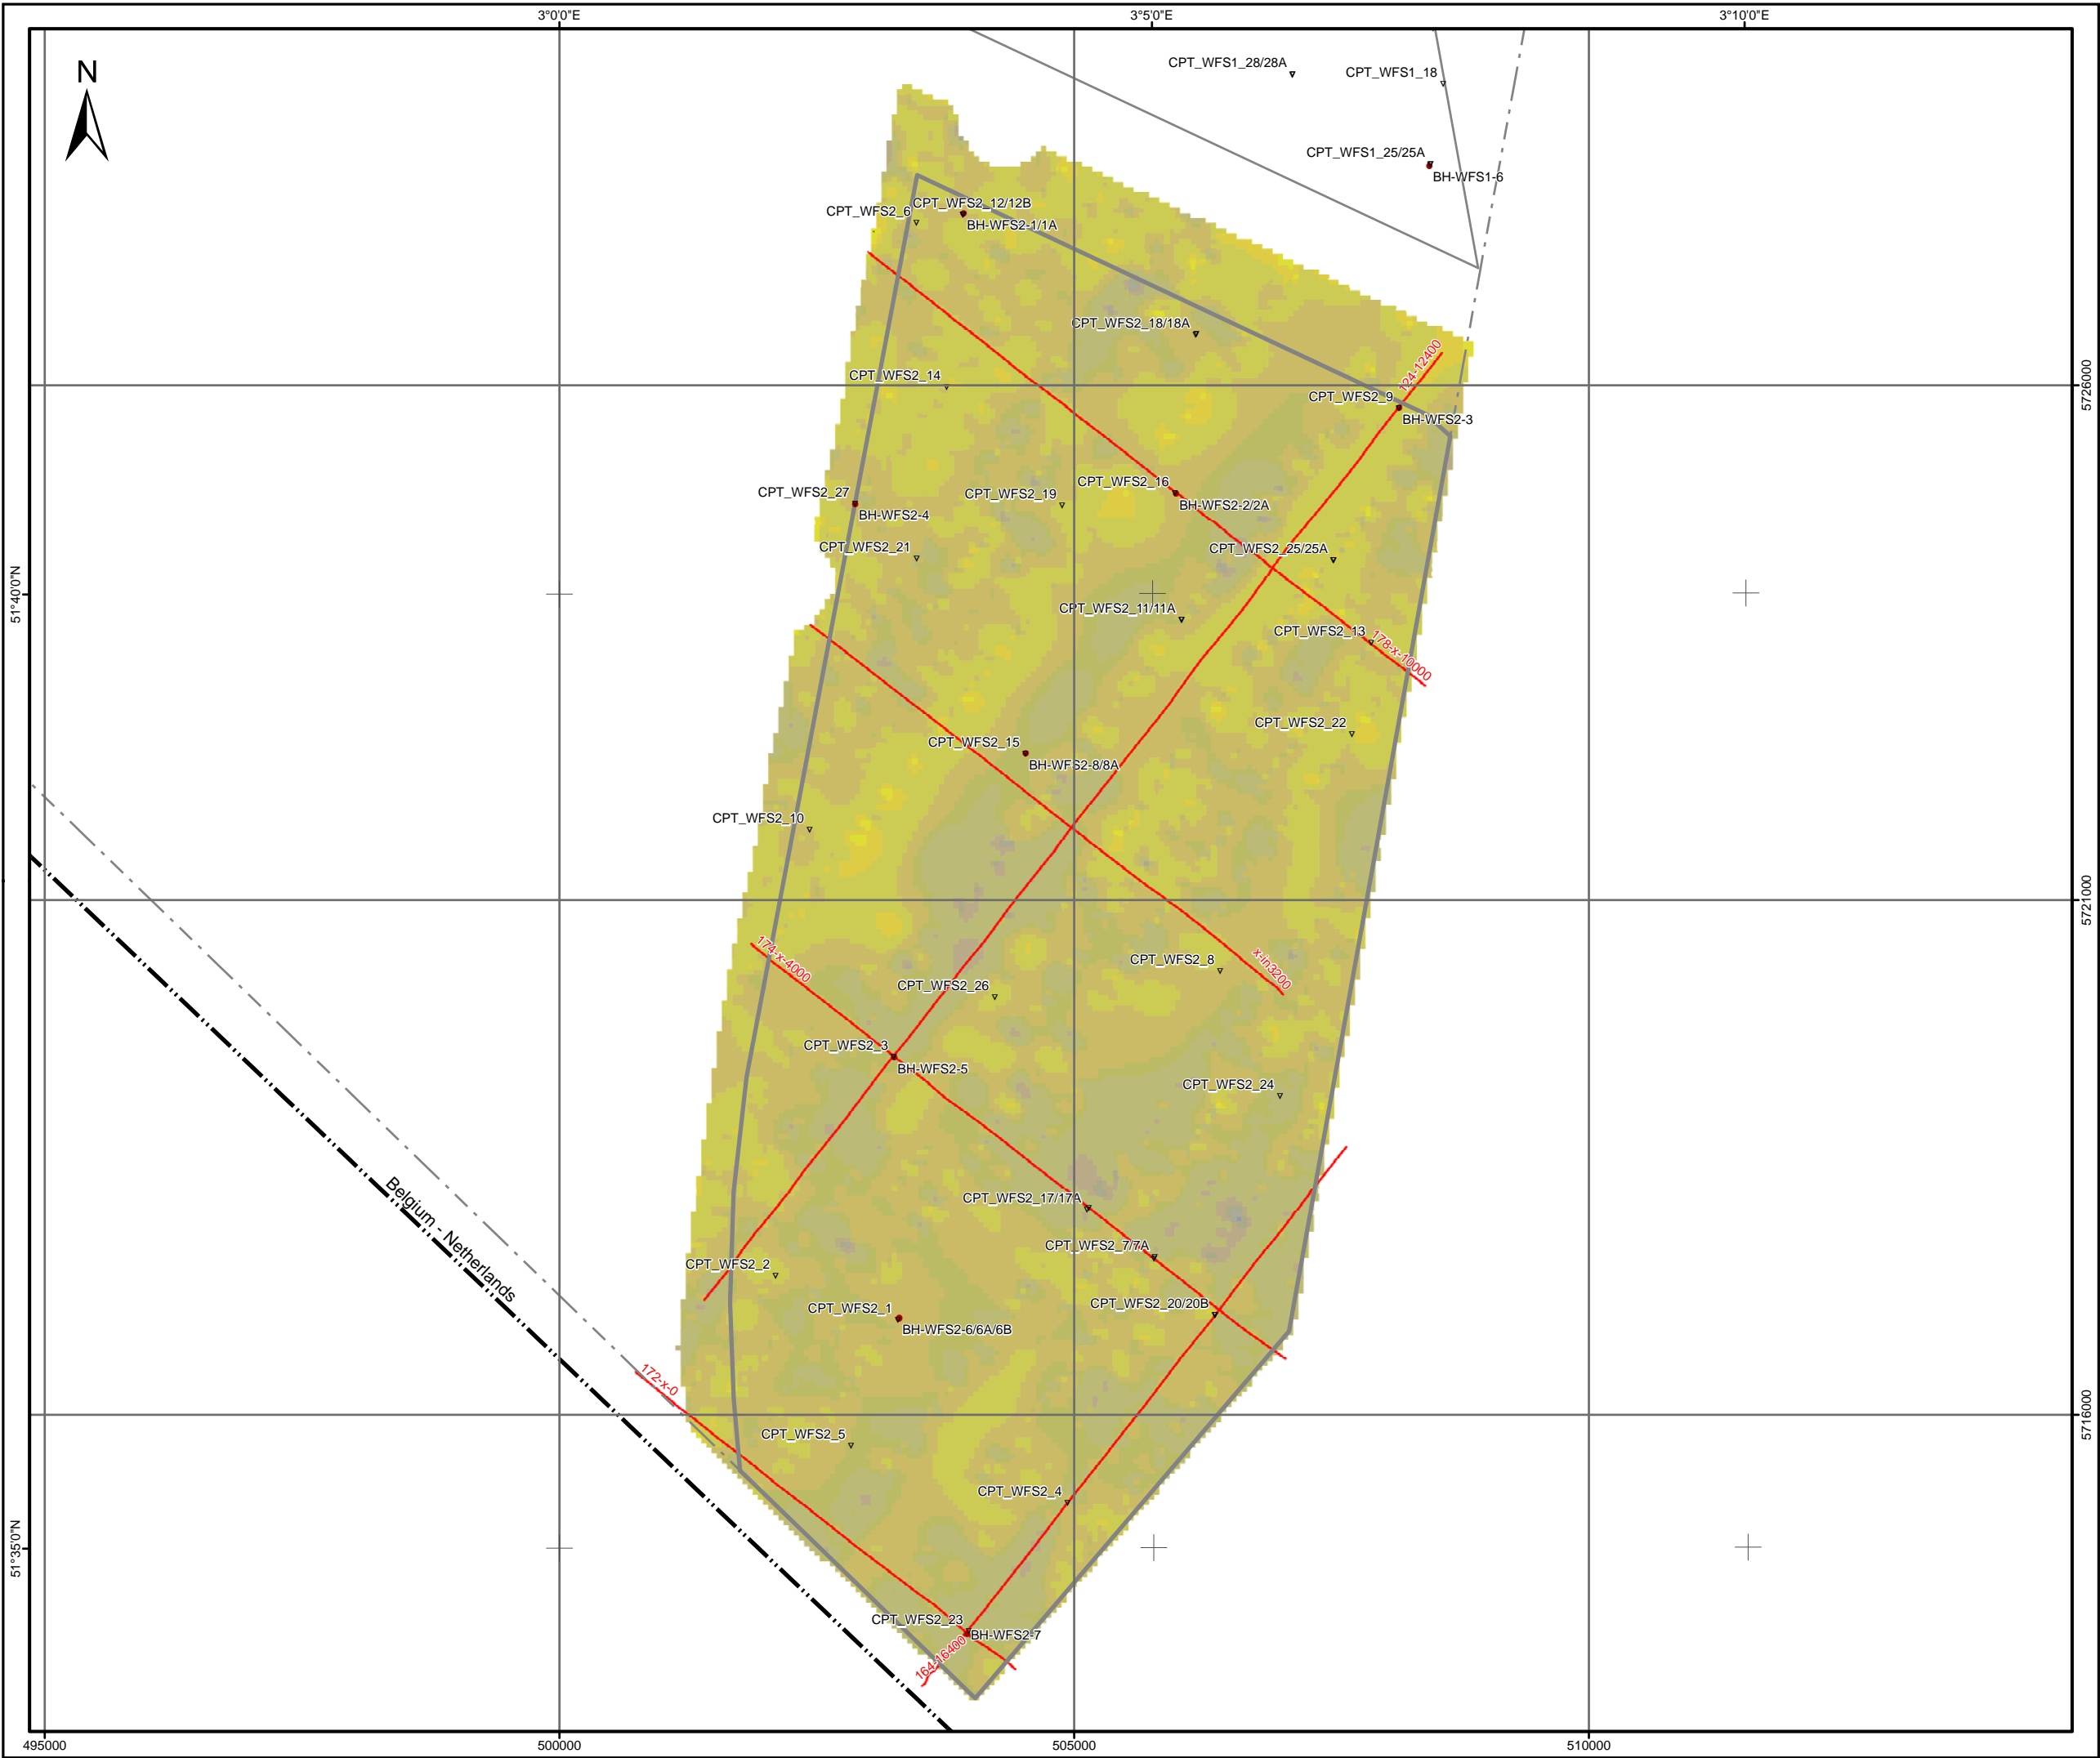 3°0'0"E
3°5'0"E
3°10'0"E
N
CPT_WFS1_28/28A
CPT_WFS1_18
CPT_WFS1_25/25A
BH-WFS1-6
CPT_WFS2_12/12B
CPT_WFS2_6
BH-WFS2-1/1A
CPT_WFS2_18/18A
124-12400
CPT_WFS2_14
5726000
CPT_WFS2_9
BH-WFS2-3
CPT_WFS2_16
CPT_WFS2_27
CPT_WFS2_19
BH-WFS2-2/2A
BH-WFS2-4
CPT_WFS2_21
CPT_WFS2_25/25A
51°40'0"N
CPT_WFS2_11/11A
CPT_WFS2_13
178-x-10000
CPT_WFS2_22
CPT_WFS2_15
BH-WFS2-8/8A
CPT_WFS2_10
5721000
174-x-4000
CPT_WFS2_8
x-in3200
CPT_WFS2_26
CPT_WFS2_3
BH-WFS2-5
CPT_WFS2_24
CPT_WFS2_17/17A
Belgium - Netherlands
CPT_WFS2_7/7A
CPT_WFS2_2
CPT_WFS2_20/20B
CPT_WFS2_1
BH-WFS2-6/6A/6B
172-x-0
5716000
CPT_WFS2_5
CPT_WFS2_4
51°35'0"N
CPT_WFS2_23
BH-WFS2-7
164-16400
495000
500000
505000
510000